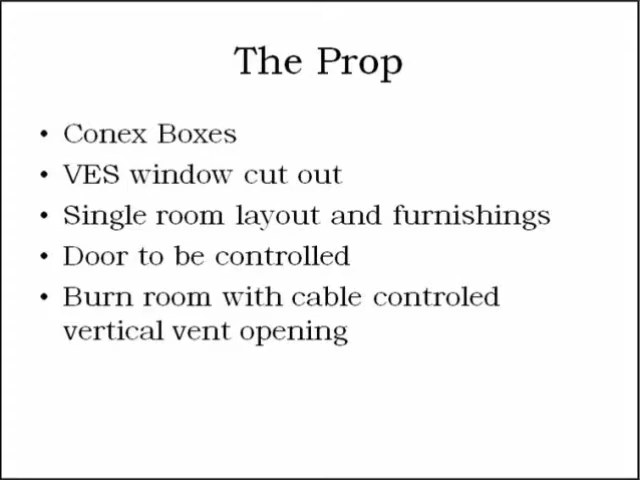 The Prop
• Conex Boxes
• VES window cut out
• Single room layout and furnishings
• Door to be controlled
• Burn room with cable controled
vertical vent opening